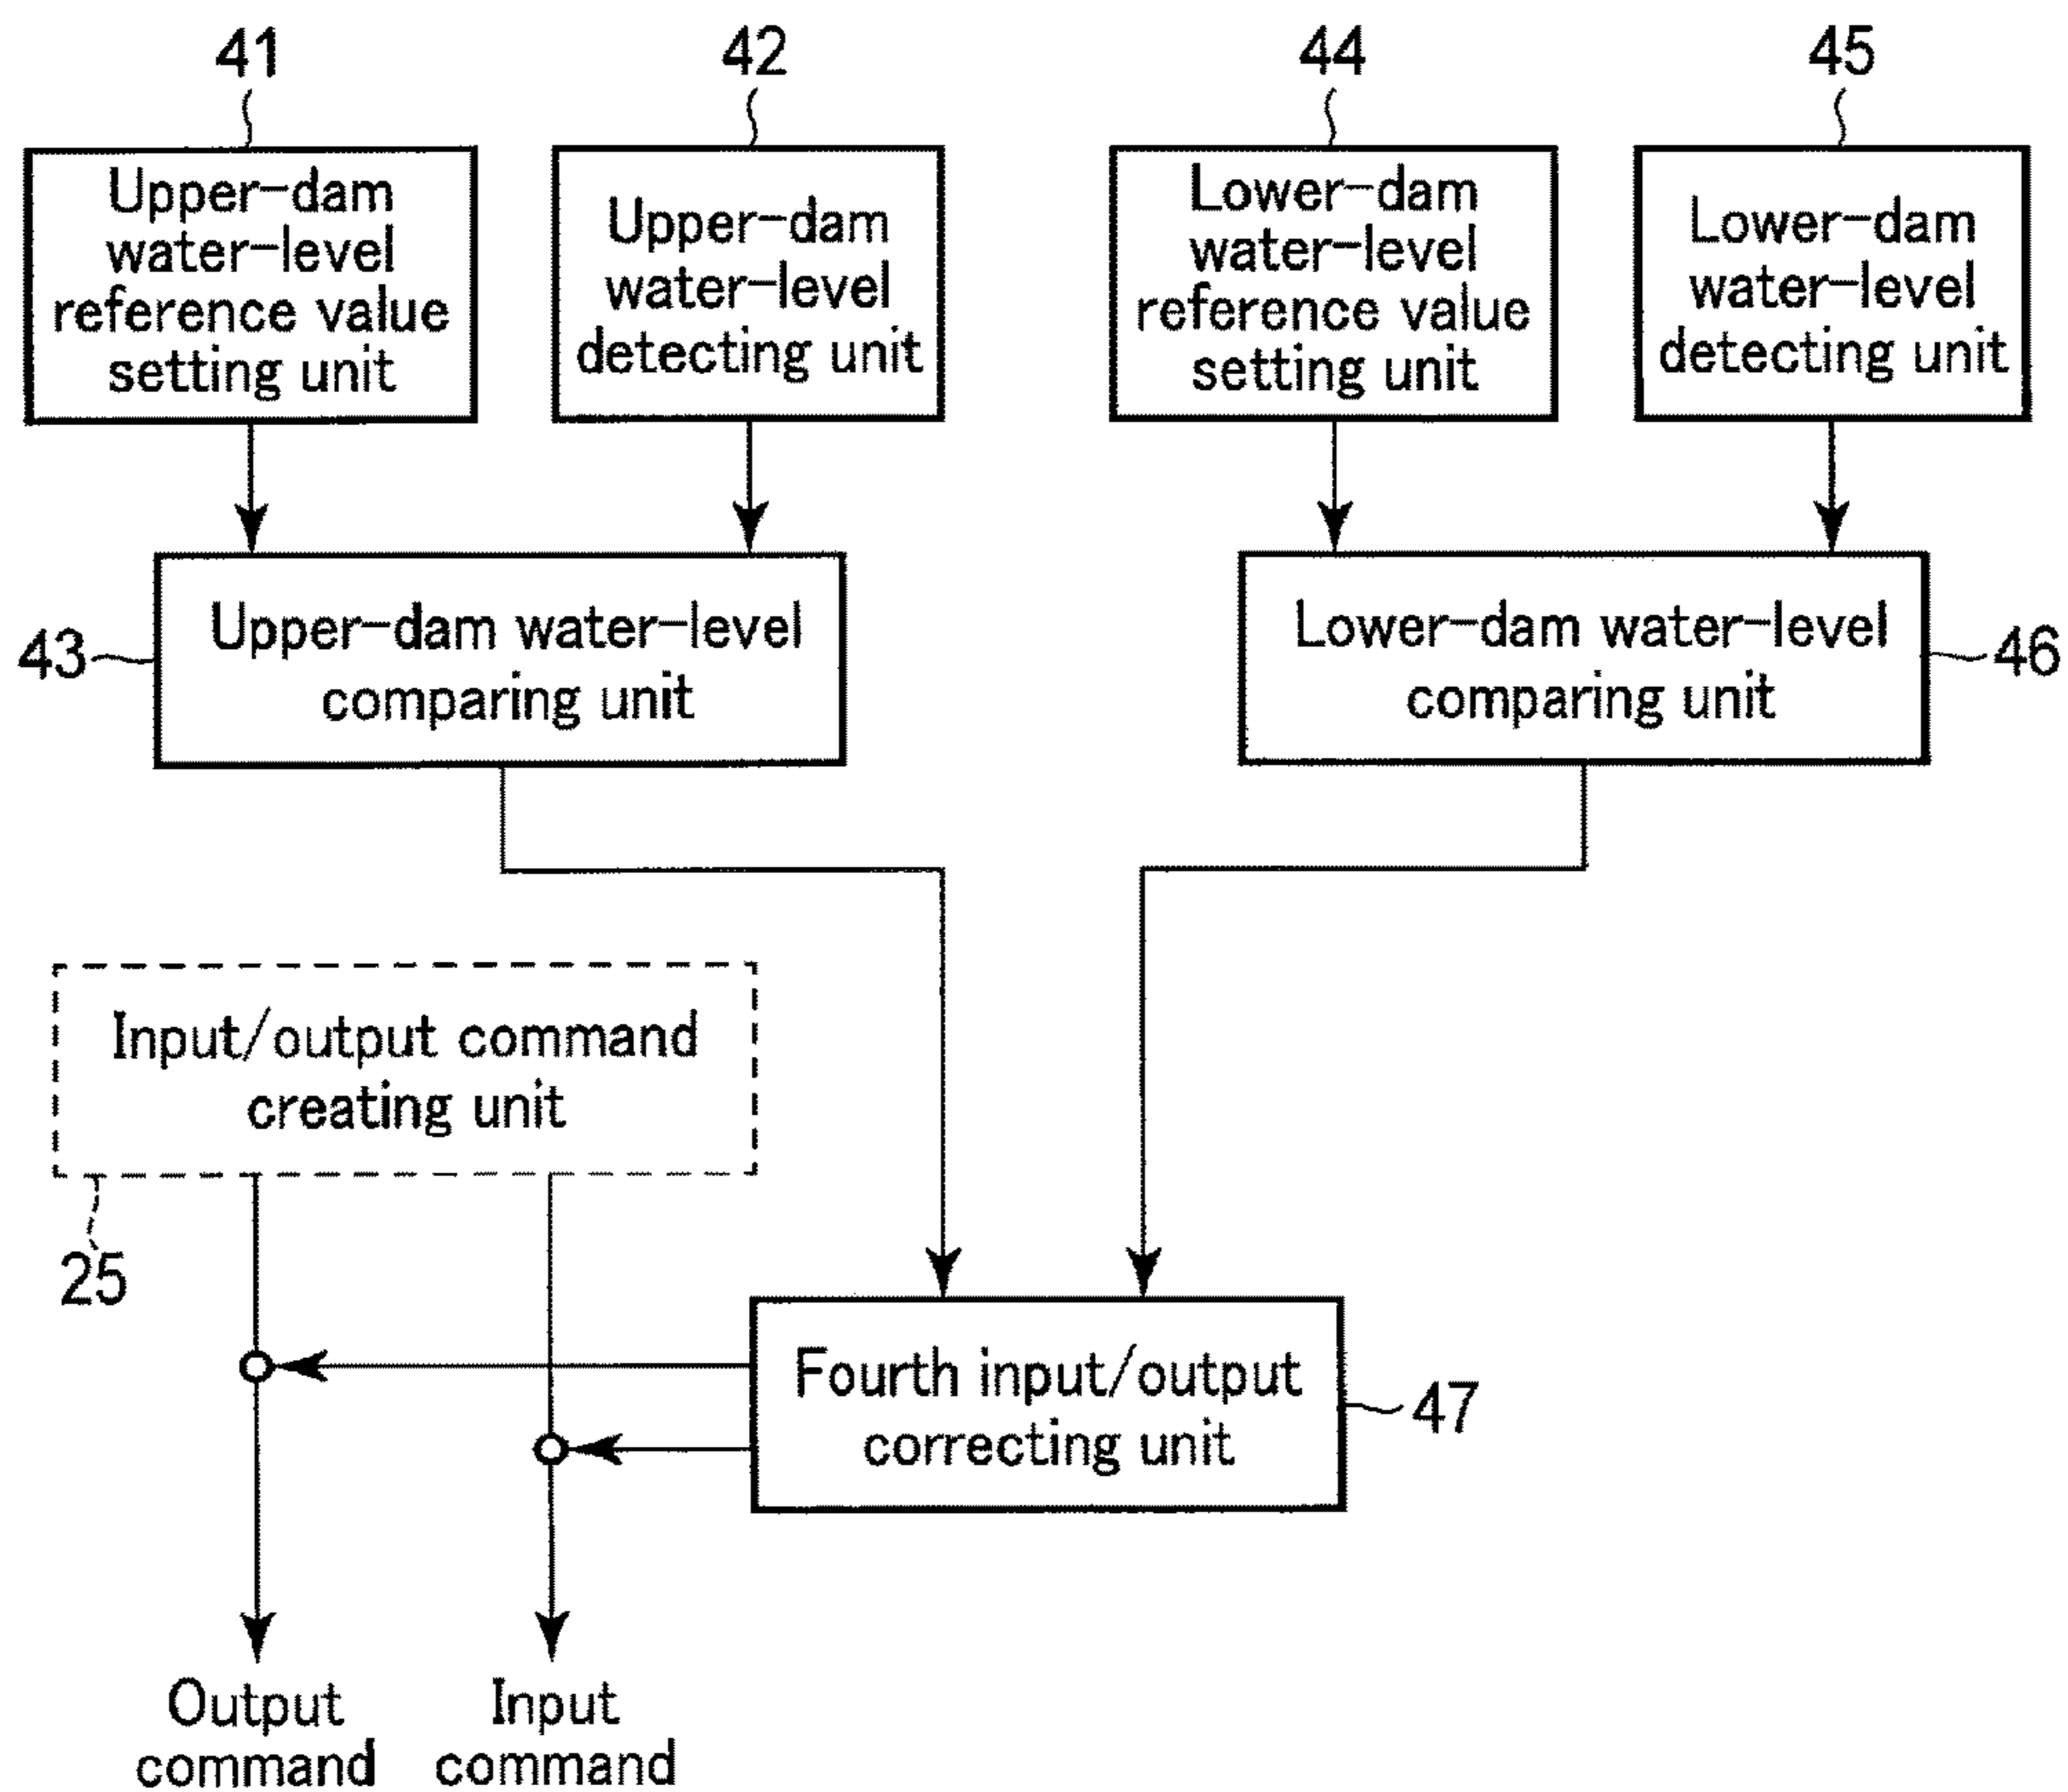 41
42
44
45
Upper-dam
water-level
reference value
setting unit
Upper-dam
water-level
detecting unit
Lower-dam
water-level
reference value
setting unit
Lower-dam
water-level
detecting unit
43
Upper-dam water-level
comparing unit
Lower-dam water-level
comparing unit
46
Input/output command
creating unit
25
Fourth input/output
correcting unit
47
Output
command
Input
command